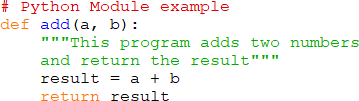 # Python Module example
def add(a, b):
    """This program adds two numbers
    and return the result"""
    result = a + b
    return result